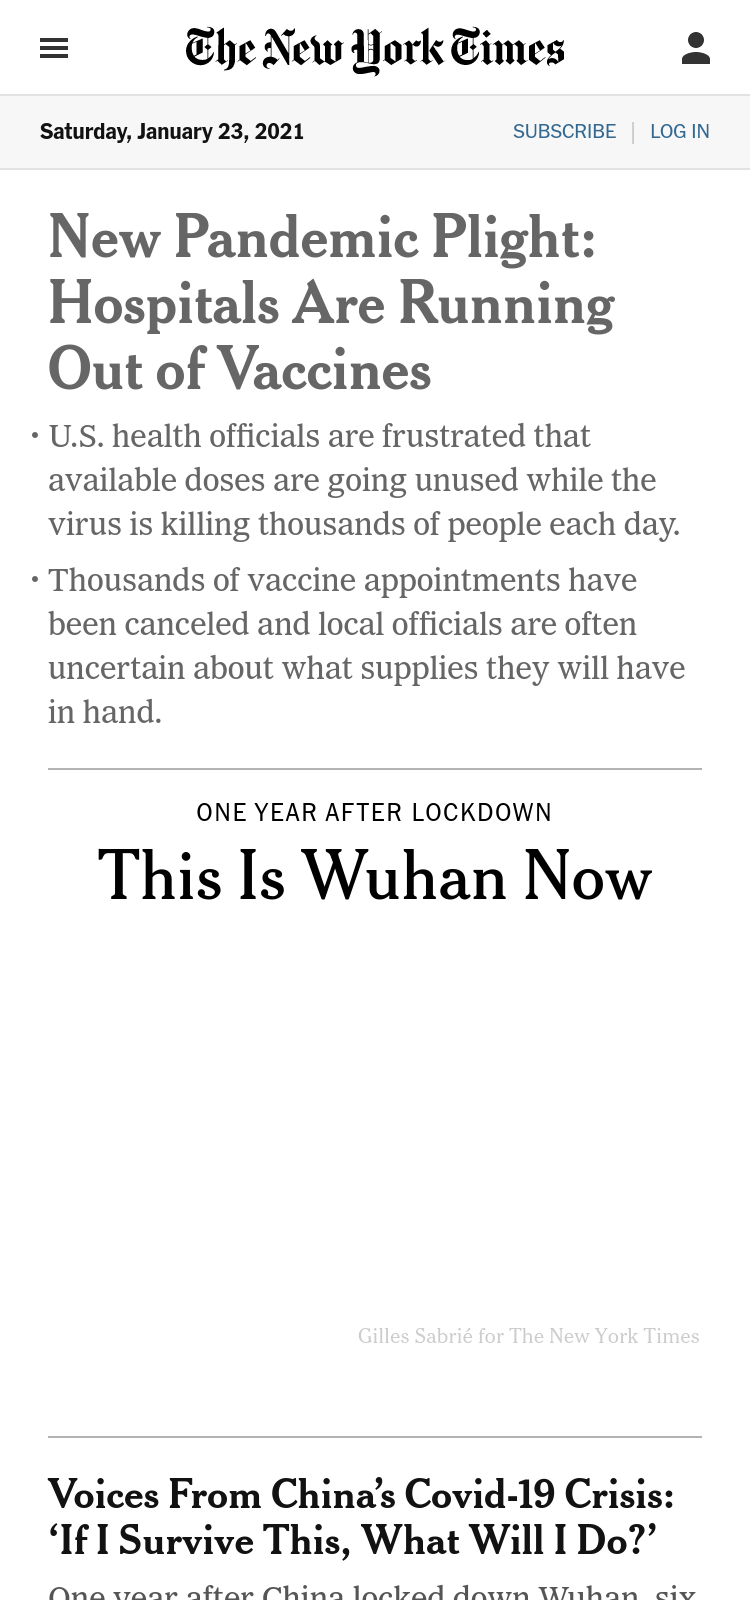 The New York Times
Saturday, January 23, 2021
SUBSCRIBE | LOG IN
New Pandemic Plight:
Hospitals Are Running
Out of Vaccines
• U.S. health officials are frustrated that
available doses are going unused while the
virus is killing thousands of people each day.
• Thousands of vaccine appointments have
been canceled and local officials are often
uncertain about what supplies they will have
in hand.
ONE YEAR AFTER LOCKDOWN
This Is Wuhan Now
Gilles Sabrié for The New York Times
Voices From China’s Covid-19 Crisis:
‘If I Survive This, What Will I Do?’
One year after China locked down Wuhan, six